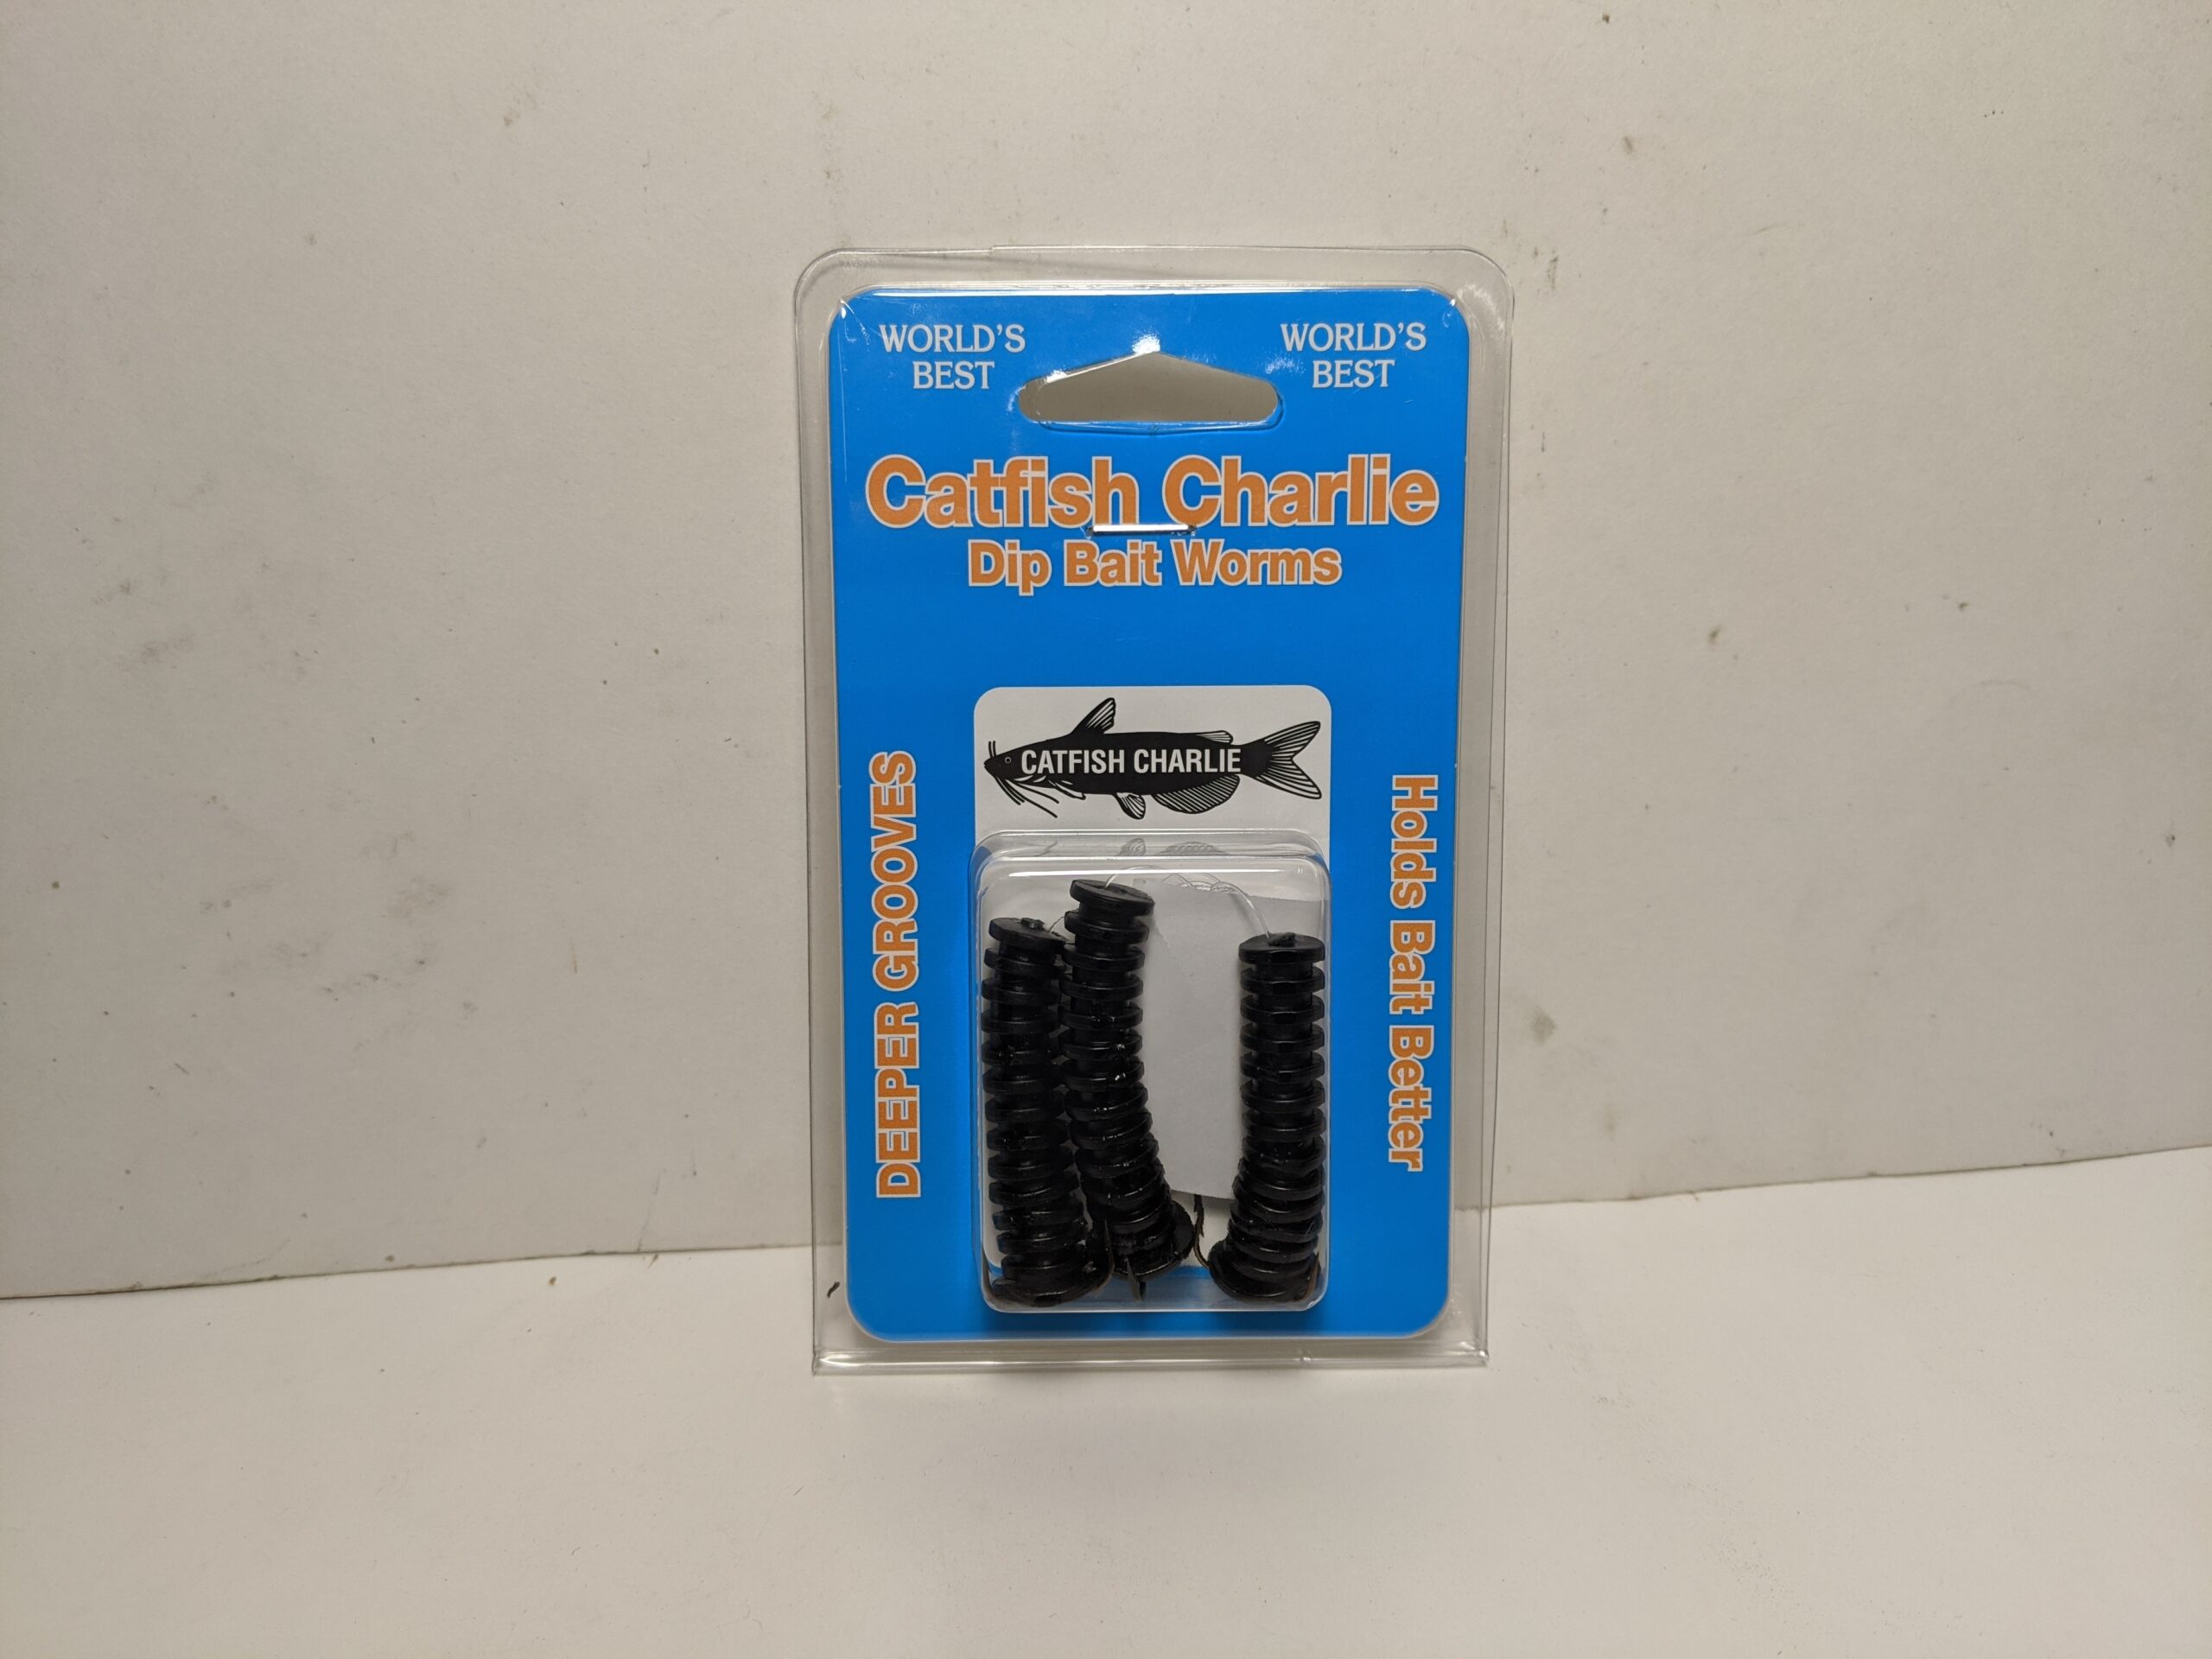 WORLD'S
BEST
WORLD'S
BEST
Catfish Charlie
Dip Bait Worms
CATFISH CHARLIE
DEEPER GROOVES
Holds Bait Better